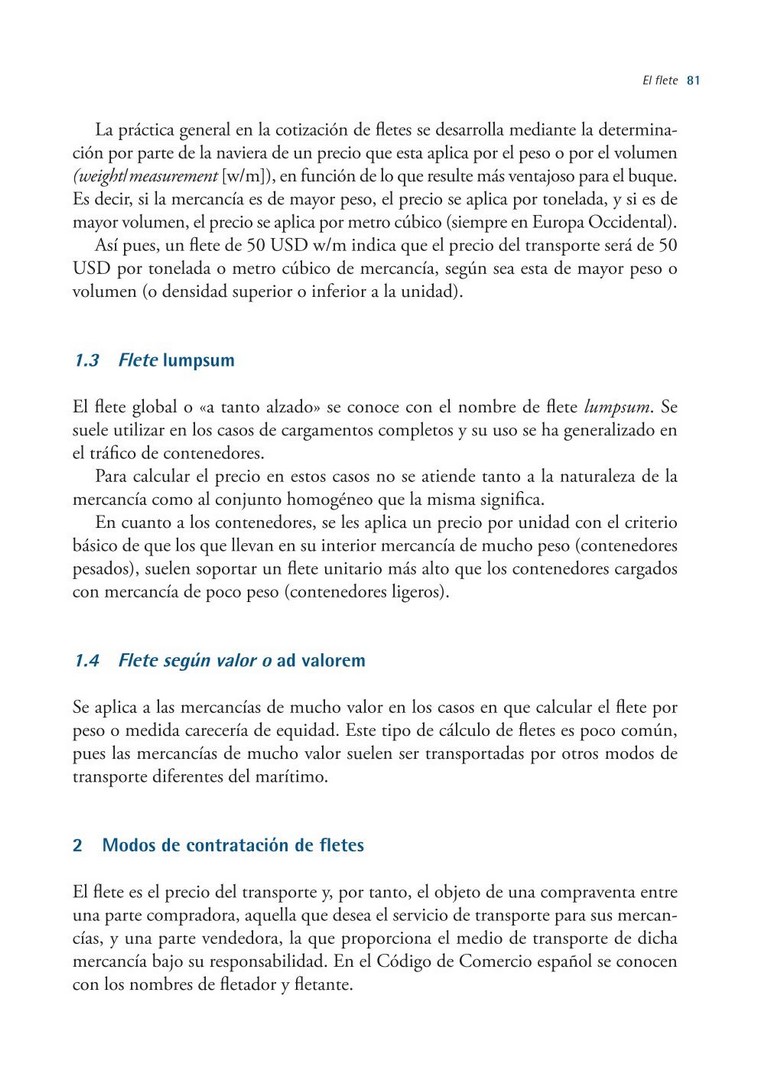 El flete 81
La práctica general en la cotización de fletes se desarrolla mediante la determina-
ción por parte de la naviera de un precio que esta aplica por el peso o por el volumen
(weight/measurement [w/m]), en función de lo que resulte más ventajoso para el buque.
Es decir, si la mercancía es de mayor peso, el precio se aplica por tonelada, y si es de
mayor volumen, el precio se aplica por metro cúbico (siempre en Europa Occidental).
Así pues, un flete de 50 USD w/m indica que el precio del transporte será de 50
USD por tonelada o metro cúbico de mercancía, según sea esta de mayor peso o
volumen (o densidad superior o inferior a la unidad).
1.3 Flete lumpsum
El flete global o «a tanto alzado» se conoce con el nombre de flete lumpsum. Se
suele utilizar en los casos de cargamentos completos y su uso se ha generalizado en
el tráfico de contenedores.
Para calcular el precio en estos casos no se atiende tanto a la naturaleza de la
mercancía como al conjunto homogéneo que la misma significa.
En cuanto a los contenedores, se les aplica un precio por unidad con el criterio
básico de que los que llevan en su interior mercancía de mucho peso (contenedores
pesados), suelen soportar un flete unitario más alto que los contenedores cargados
con mercancía de poco peso (contenedores ligeros).
1.4 Flete según valor o ad valorem
Se aplica a las mercancías de mucho valor en los casos en que calcular el flete por
peso o medida carecería de equidad. Este tipo de cálculo de fletes es poco común,
pues las mercancías de mucho valor suelen ser transportadas por otros modos de
transporte diferentes del marítimo.
2 Modos de contratación de fletes
El flete es el precio del transporte y, por tanto, el objeto de una compraventa entre
una parte compradora, aquella que desea el servicio de transporte para sus mercan-
cías, y una parte vendedora, la que proporciona el medio de transporte de dicha
mercancía bajo su responsabilidad. En el Código de Comercio español se conocen
con los nombres de fletador y fletante.